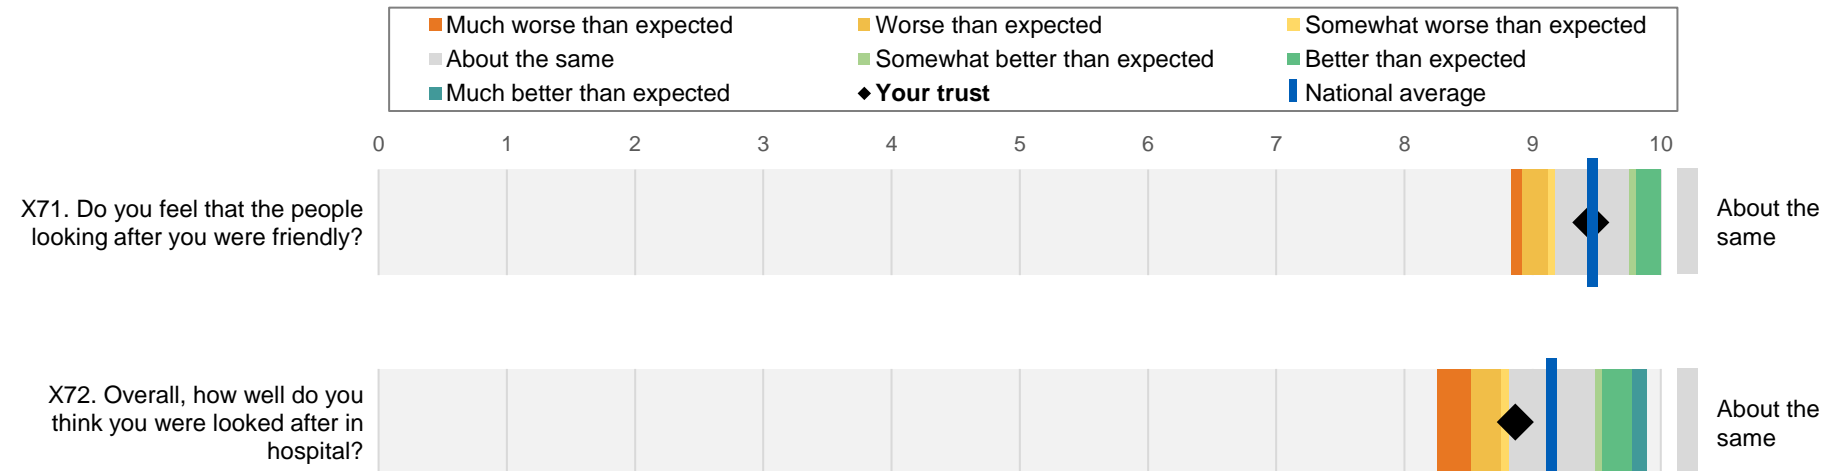 Much worse than expected
Worse than expected
Somewhat worse than expected
About the same
Somewhat better than expected
Better than expected
Much better than expected
Your trust
National average
0 1 2 3 4 5 6 7 8 9 10
X71. Do you feel that the people
looking after you were friendly?
About the
same
X72. Overall, how well do you
think you were looked after in
hospital?
About the
same